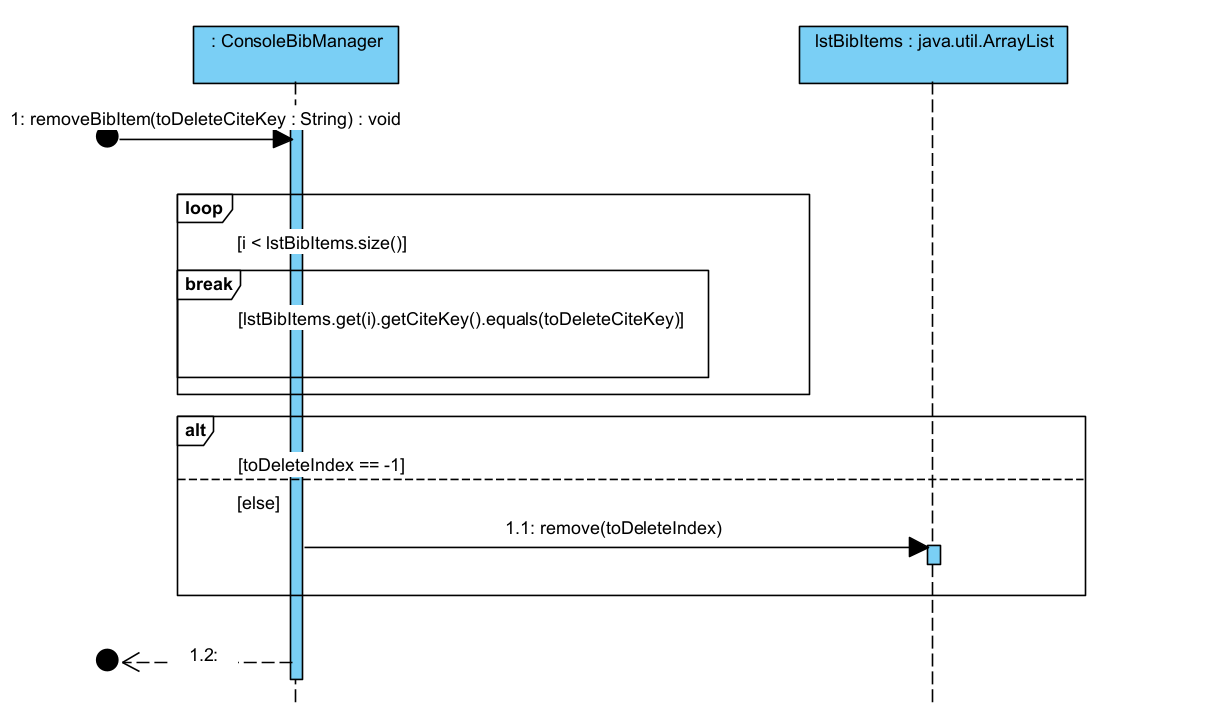 : ConsoleBibManager
lstBibItems : java.util.ArrayList
1: removeBibItem(toDeleteCiteKey : String) : void
loop
[i < lstBibItems.size()]
break
[lstBibItems.get(i).getCiteKey().equals(toDeleteCiteKey)]
alt
[toDeleteIndex == -1]
[else]
1.1: remove(toDeleteIndex)
1.2: